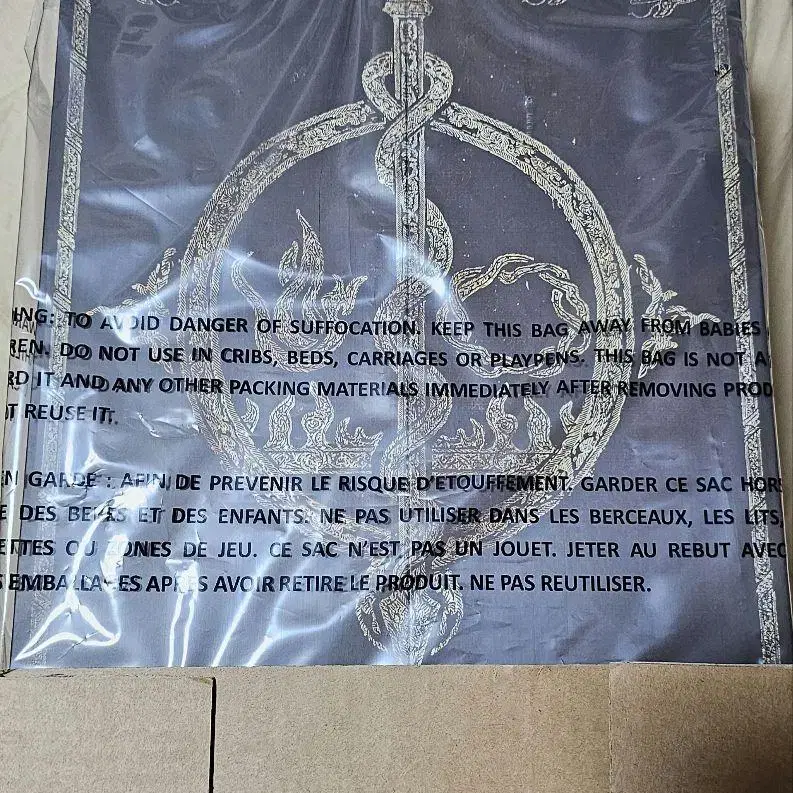 ING: TO AVOID DANGER OF SUFFOCATION. KEEP THIS BAG AWAY FROM BABIES
REN. DO NOT USE IN CRIBS, BEDS, CARRIAGES OR PLAYPENS. THIS BAG IS NOT A
RD IT AND ANY OTHER PACKING MATERIALS IMMEDIATELY AFTER REMOVING PROD
T REUSE IT.
EN GARDE : AFIN DE PREVENIR LE RISQUE D'ETOUFFEMENT. GARDER CE SAC HORS
E DES BEBES ET DES ENFANTS. NE PAS UTILISER DANS LES BERCEAUX, LES LITS,
ETTES OU ZONES DE JEU. CE SAC N'EST PAS UN JOUET. JETER AU REBUT AVEC
S EMBALLAGES APRES AVOIR RETIRE LE PRODUIT. NE PAS REUTILISER.